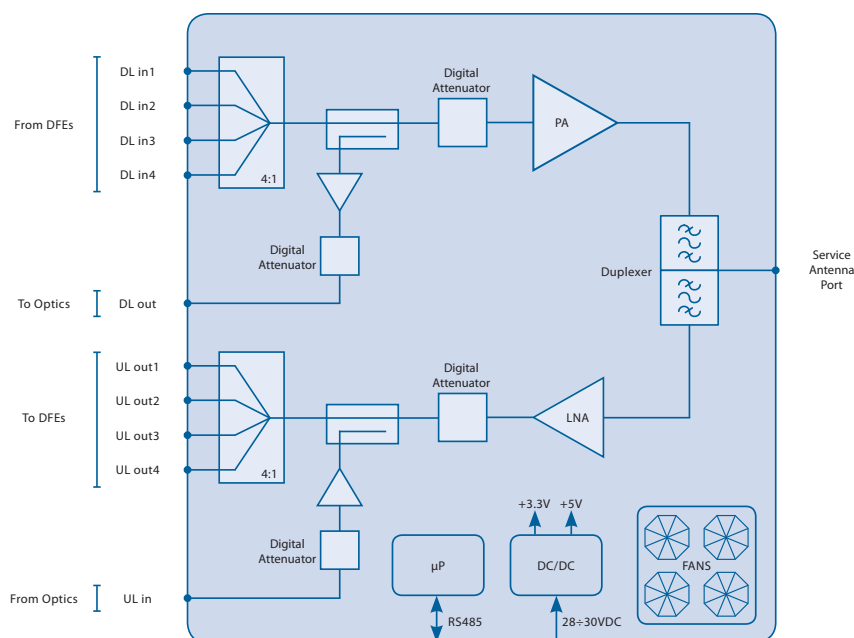 From DFEs
DL in1
DL in2
DL in3
DL in4
4:1
Digital
Attenuator
PA
Digital
Attenuator
To Optics
DL out
Duplexer
Service
Antenna
Port
To DFEs
UL out1
UL out2
UL out3
UL out4
4:1
Digital
Attenuator
LNA
Digital
Attenuator
From Optics
UL in
µP
RS485
+3.3V
+5V
DC/DC
28÷30VDC
FANS